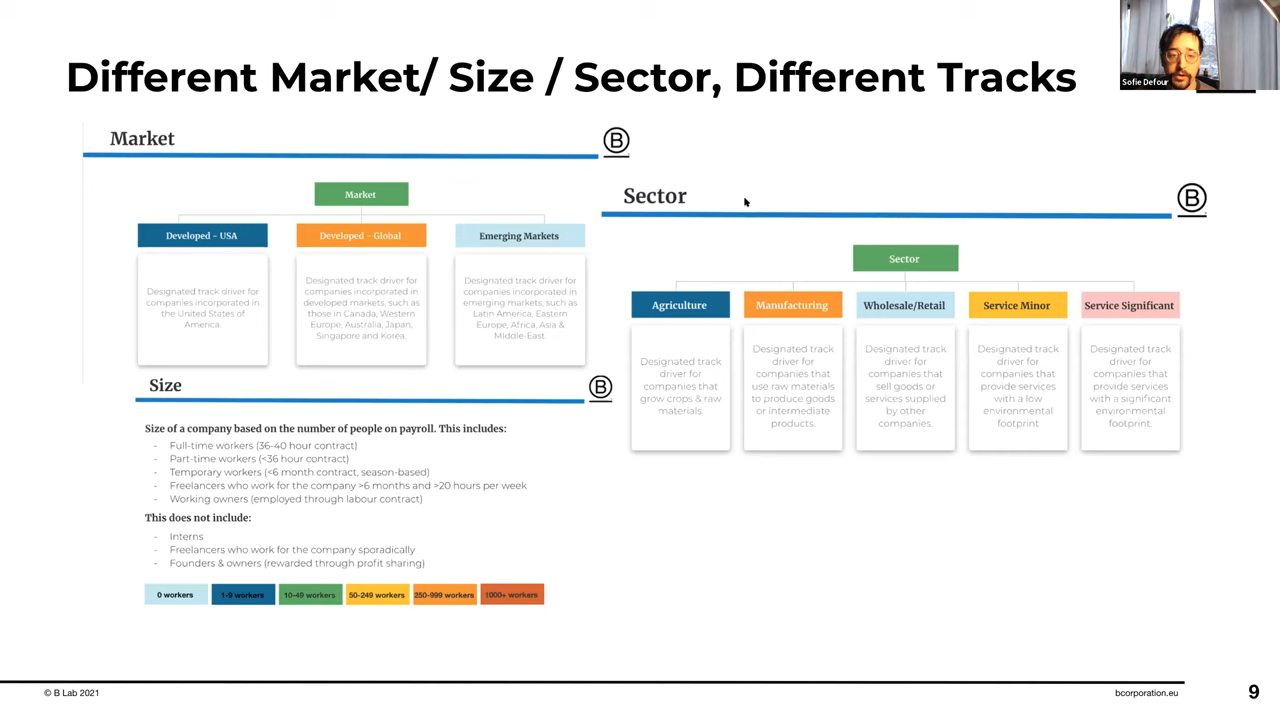 Different Market/ Size / Sector, Different Tracks
Sofie Defour
Market
B
Market
Developed - USA
Developed - Global
Emerging Markets
Designated track driver for
companies incorporated in
the United States of
America.
Designated track driver for
companies incorporated in
developed markets, such as
those in Canada, Western
Europe, Australia, Japan,
Singapore and Korea.
Designated track driver for
companies incorporated in
emerging markets, such as
Latin America, Eastern
Europe, Africa, Asia &
Middle-East.
Size
B
Size of a company based on the number of people on payroll. This includes:
- Full-time workers (36-40 hour contract)
- Part-time workers (<36 hour contract)
- Temporary workers (<6 month contract, season-based)
- Freelancers who work for the company >6 months and >20 hours per week
- Working owners (employed through labour contract)
This does not include:
- Interns
- Freelancers who work for the company sporadically
- Founders & owners (rewarded through profit sharing)
0 workers
1-9 workers
10-49 workers
50-249 workers
250-999 workers
1000+ workers
Sector
B
Sector
Agriculture
Manufacturing
Wholesale/Retail
Service Minor
Service Significant
Designated track
driver for
companies that
grow crops & raw
materials.
Designated track
driver for
companies that
use raw materials
to produce goods
or intermediate
products.
Designated track
driver for
companies that
sell goods or
services supplied
by other
companies.
Designated track
driver for
companies that
provide services
with a low
environmental
footprint
Designated track
driver for
companies that
provide services
with a significant
environmental
footprint.
© B Lab 2021
bcorporation.eu
9